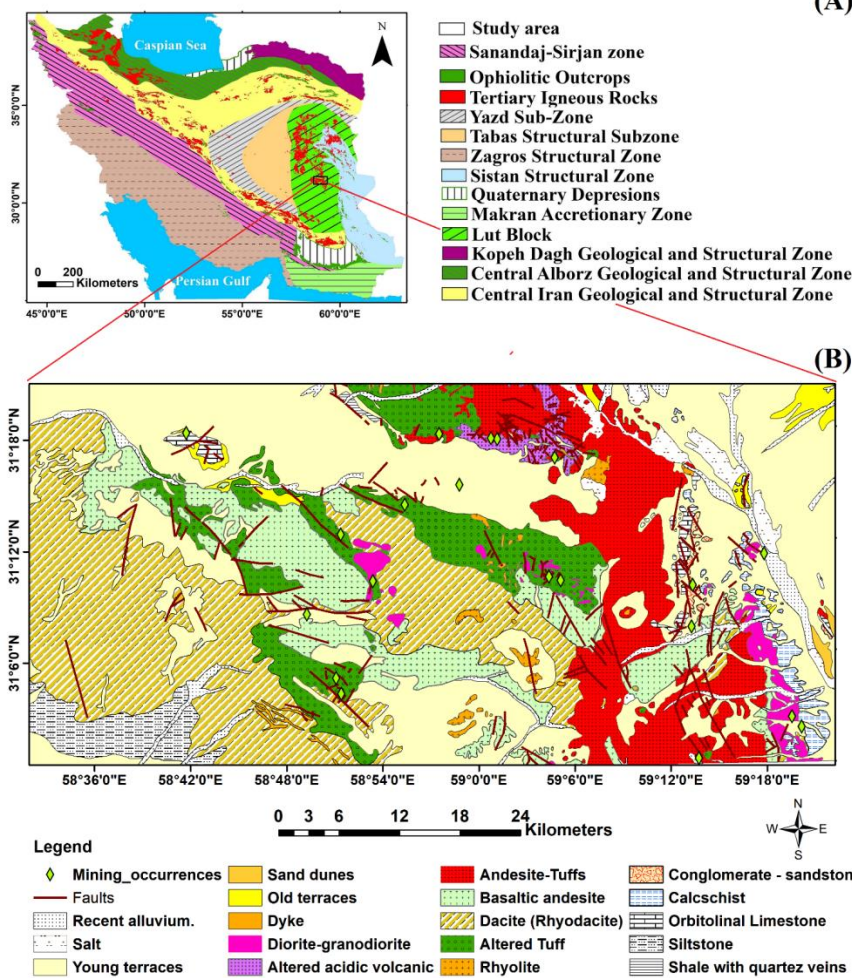 (A)
Caspian Sea
N
Study area
Sanandaj-Sirjan zone
Ophiolitic Outcrops
Tertiary Igneous Rocks
Yazd Sub-Zone
Tabas Structural Subzone
Zagros Structural Zone
Sistan Structural Zone
Quaternary Depresions
Makran Accretionary Zone
Lut Block
Kopeh Dagh Geological and Structural Zone
Central Alborz Geological and Structural Zone
Central Iran Geological and Structural Zone
35°0'0"N
30°0'0"N
0 200
Kilometers
Persian Gulf
45°0'0"E 50°0'0"E 55°0'0"E 60°0'0"E
(B)
31°18'0"N
31°12'0"N
31°6'0"N
58°36'0"E 58°42'0"E 58°48'0"E 58°54'0"E 59°0'0"E 59°6'0"E 59°12'0"E 59°18'0"E
0 3 6 12 18 24
Kilometers
N
W E
S
Legend
Mining_occurrences Sand dunes Andesite-Tuffs Conglomerate - sandston
Faults Old terraces Basaltic andesite Calcschist
Recent alluvium. Dyke Dacite (Rhyodacite) Orbitolinal Limestone
Salt Diorite-granodiorite Altered Tuff Siltstone
Young terraces Altered acidic volcanic Rhyolite Shale with quartez veins